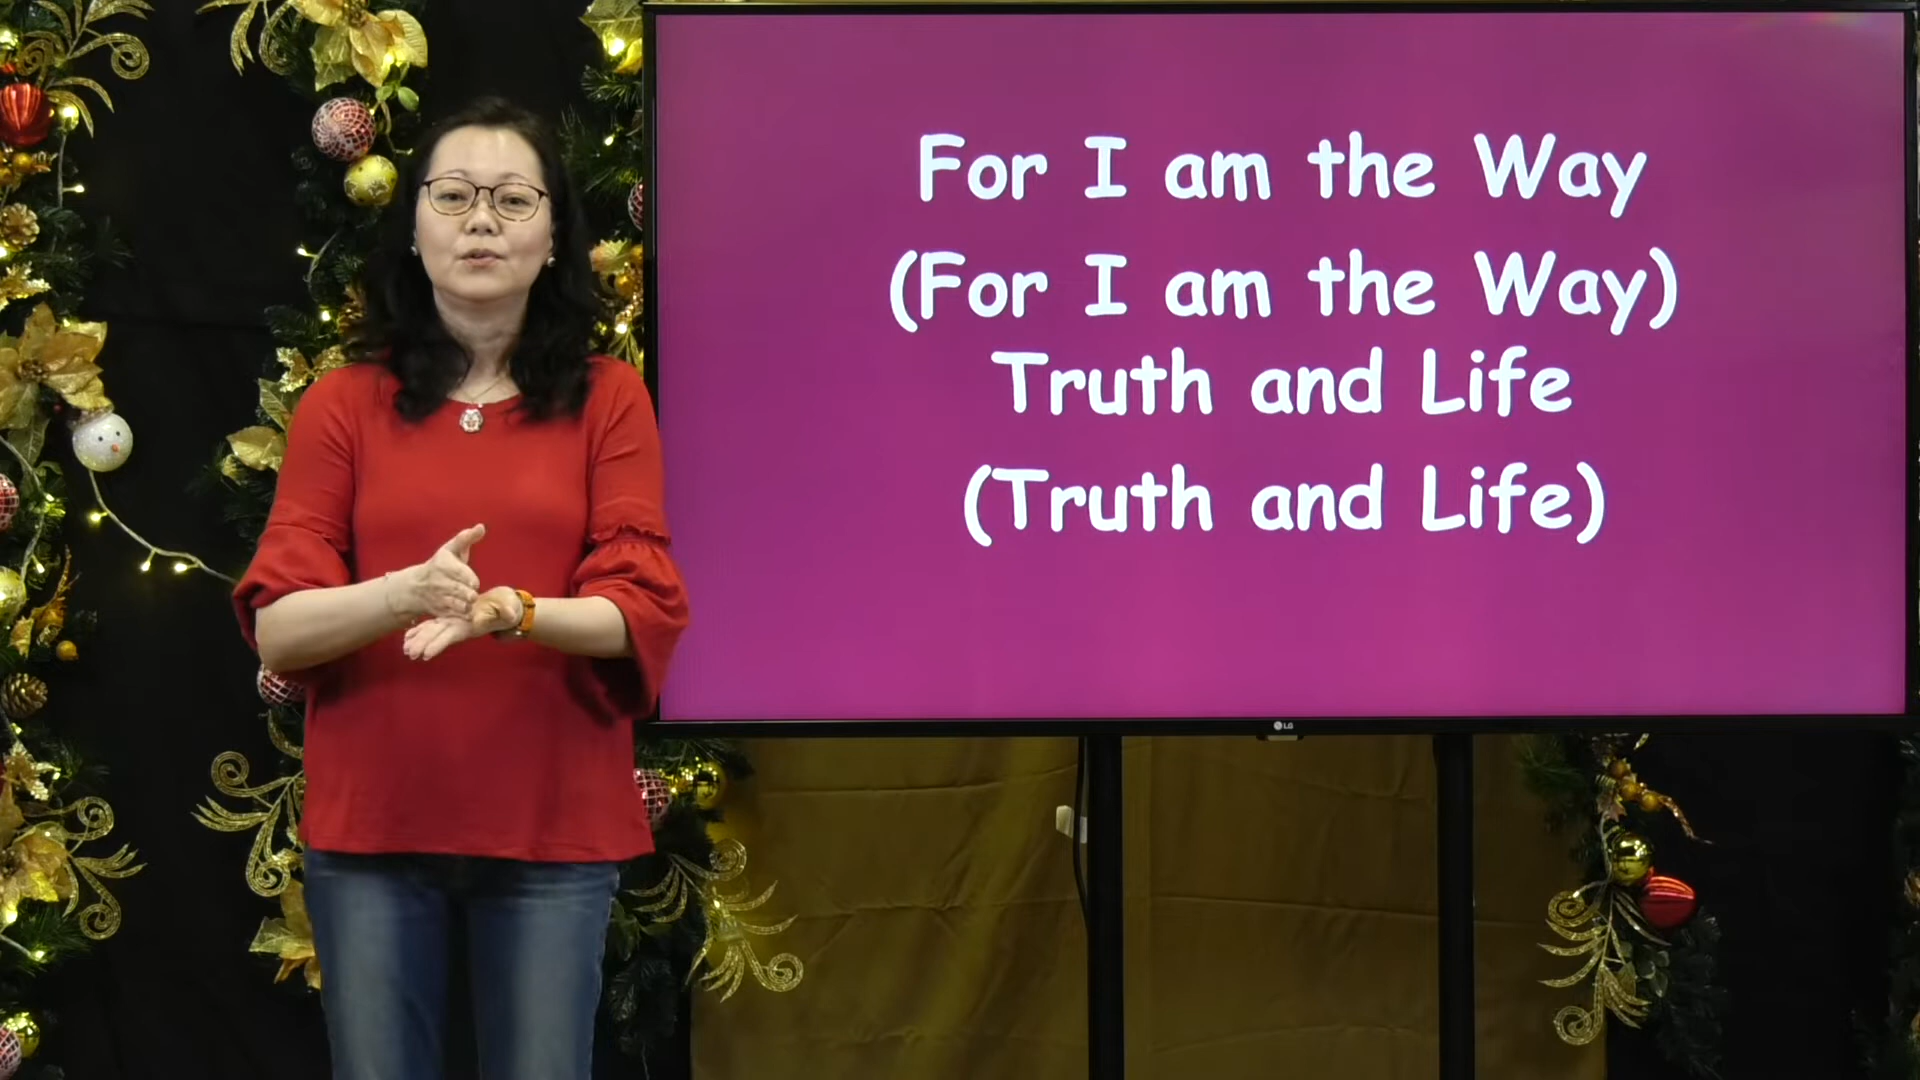 For I am the Way
(For I am the Way)
Truth and Life
(Truth and Life)
LG